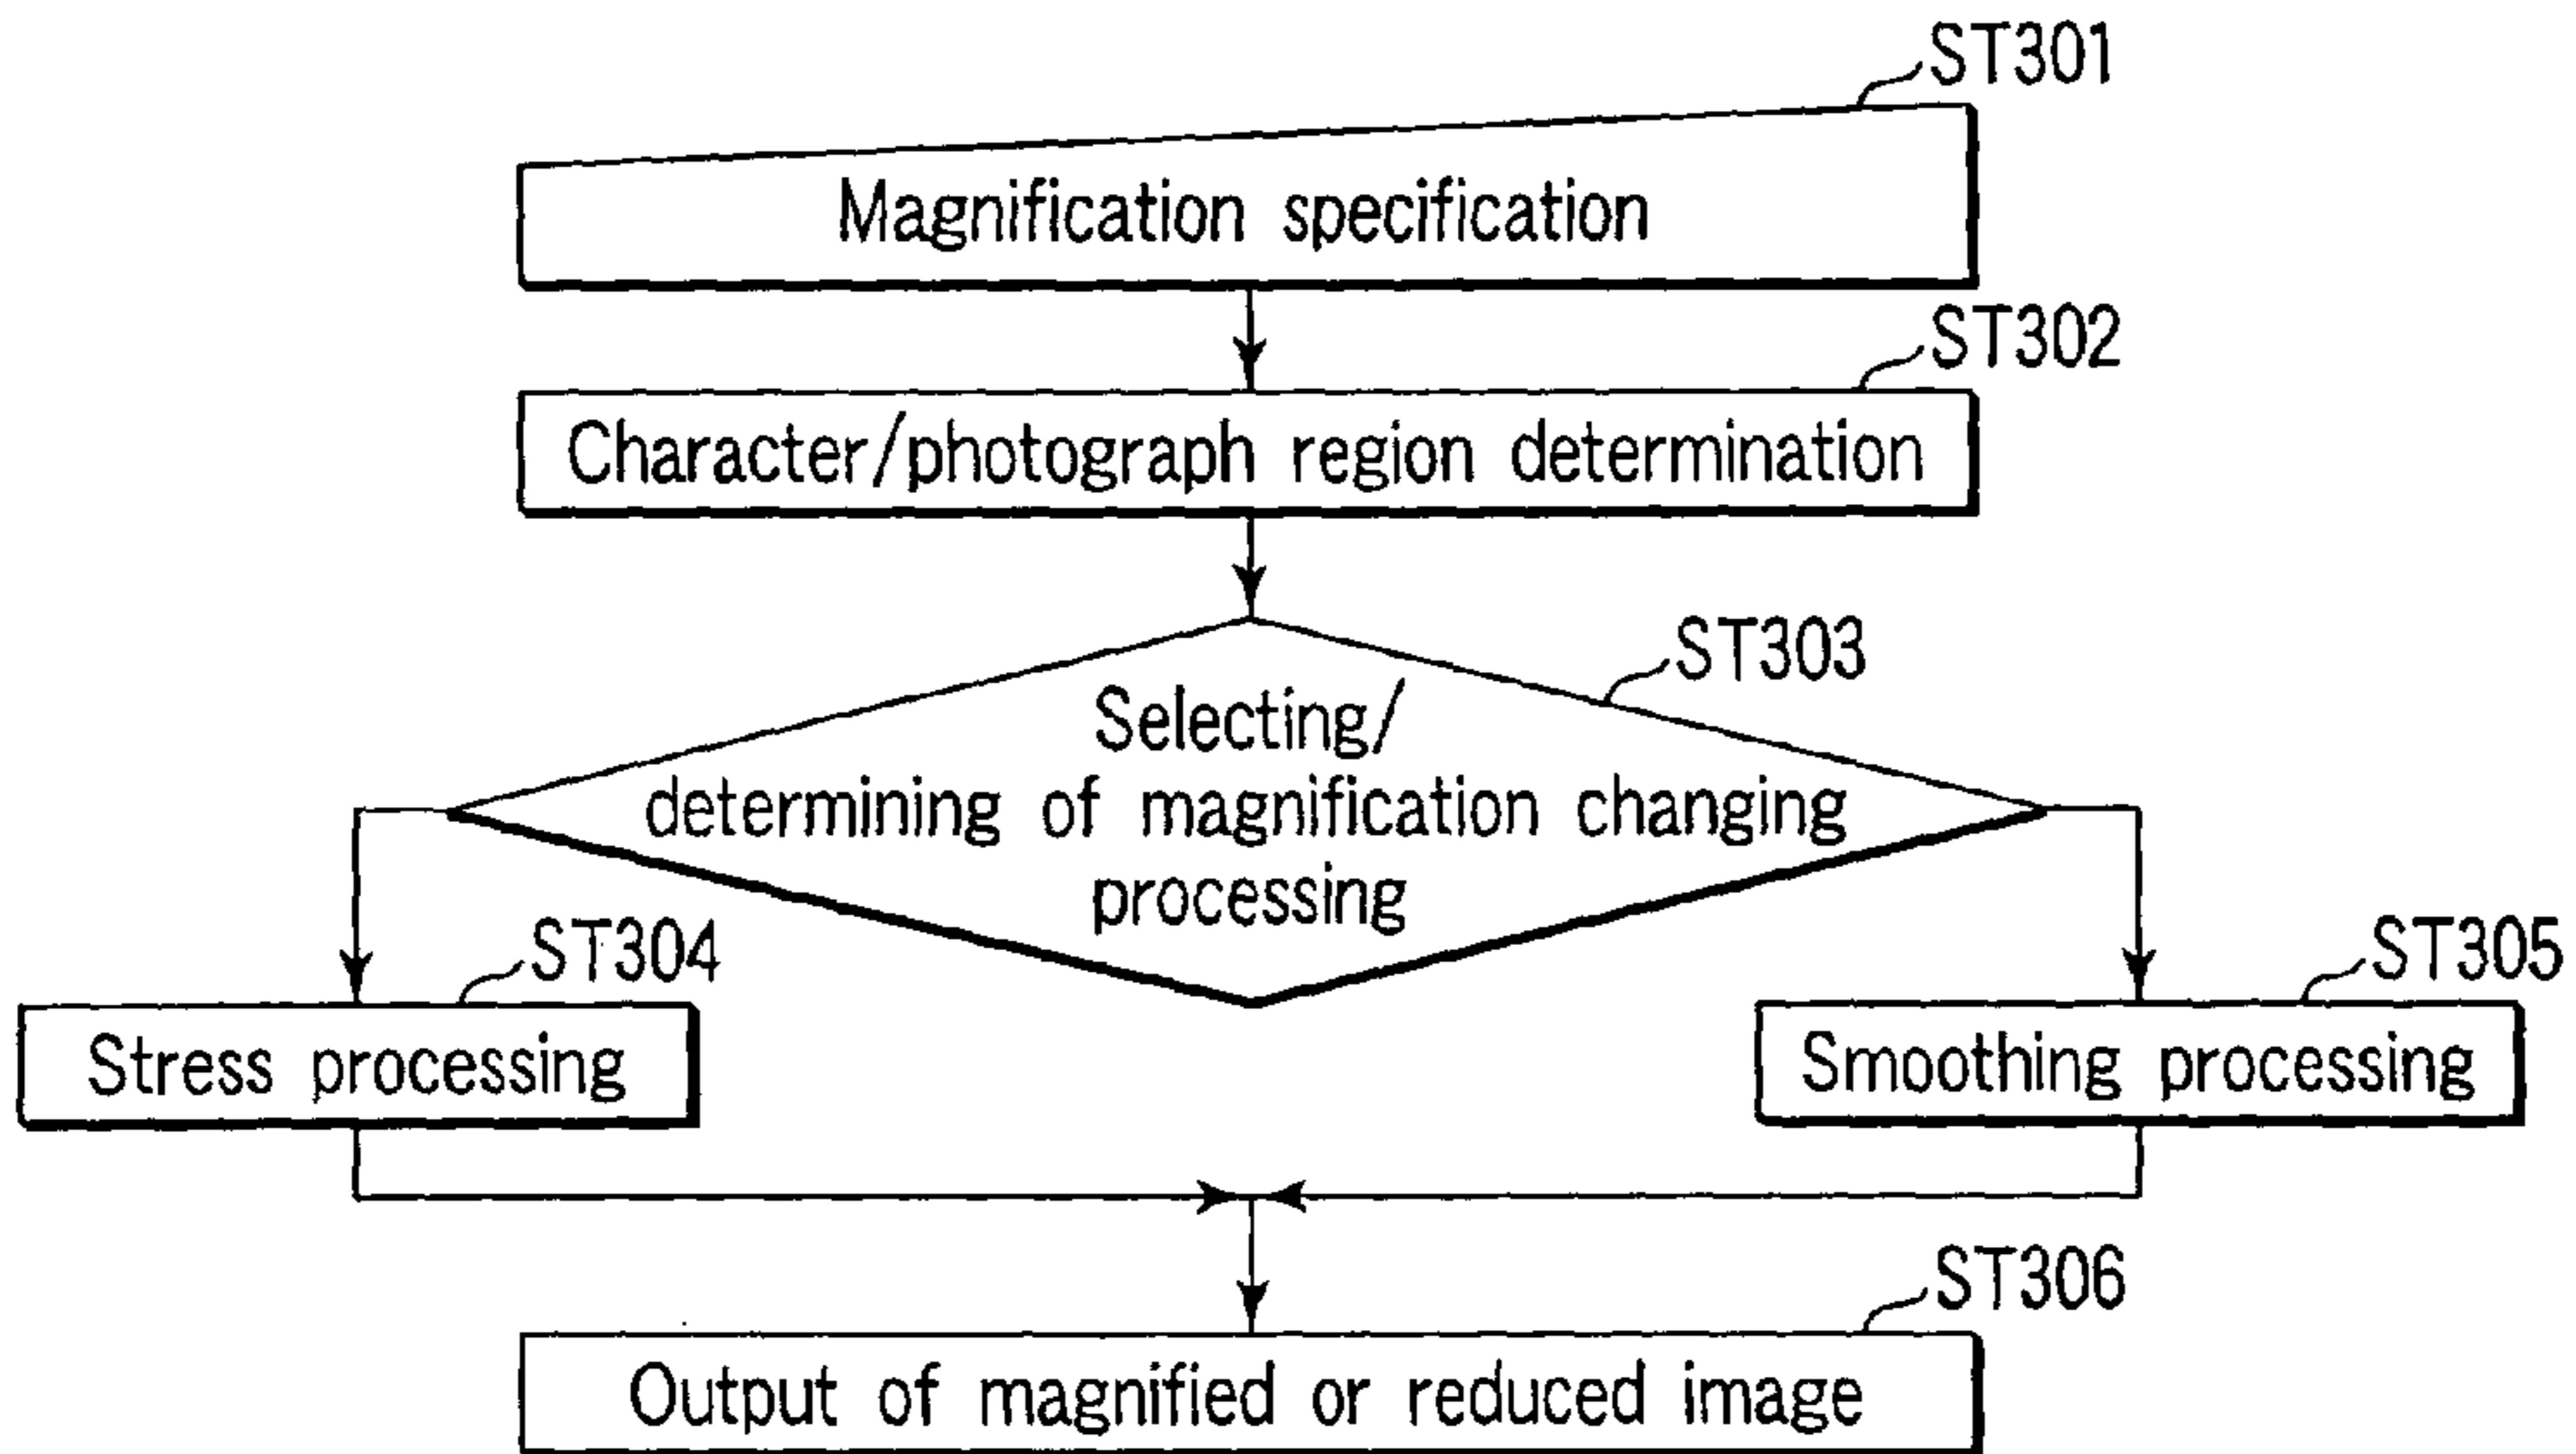 ST301
Magnification specification
ST302
Character/photograph region determination
ST303
Selecting/
determining of magnification changing
processing
ST304
Stress processing
ST305
Smoothing processing
ST306
Output of magnified or reduced image